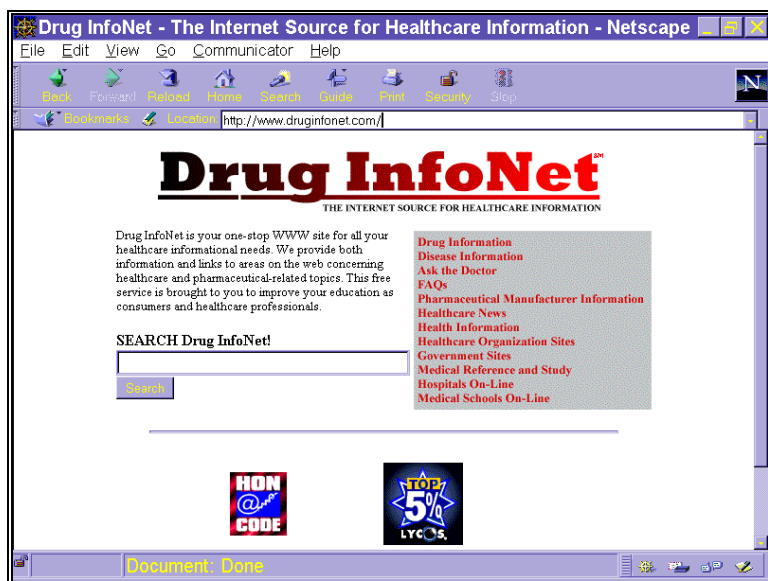 Drug InfoNet - The Internet Source for Healthcare Information - Netscape
File Edit View Go Communicator Help
Back Forward Reload Home Search Guide Print Security Stop
N
Bookmarks Location http://www.druginfonet.com/
Drug InfoNet℠
THE INTERNET SOURCE FOR HEALTHCARE INFORMATION
Drug InfoNet is your one-stop WWW site for all your
healthcare informational needs. We provide both
information and links to areas on the web concerning
healthcare and pharmaceutical-related topics. This free
service is brought to you to improve your education as
consumers and healthcare professionals.
SEARCH Drug InfoNet!
Search
Drug Information
Disease Information
Ask the Doctor
FAQs
Pharmaceutical Manufacturer Information
Healthcare News
Health Information
Healthcare Organization Sites
Government Sites
Medical Reference and Study
Hospitals On-Line
Medical Schools On-Line
HON
@
CODE
TOP
5%
LYCOS.
Document: Done